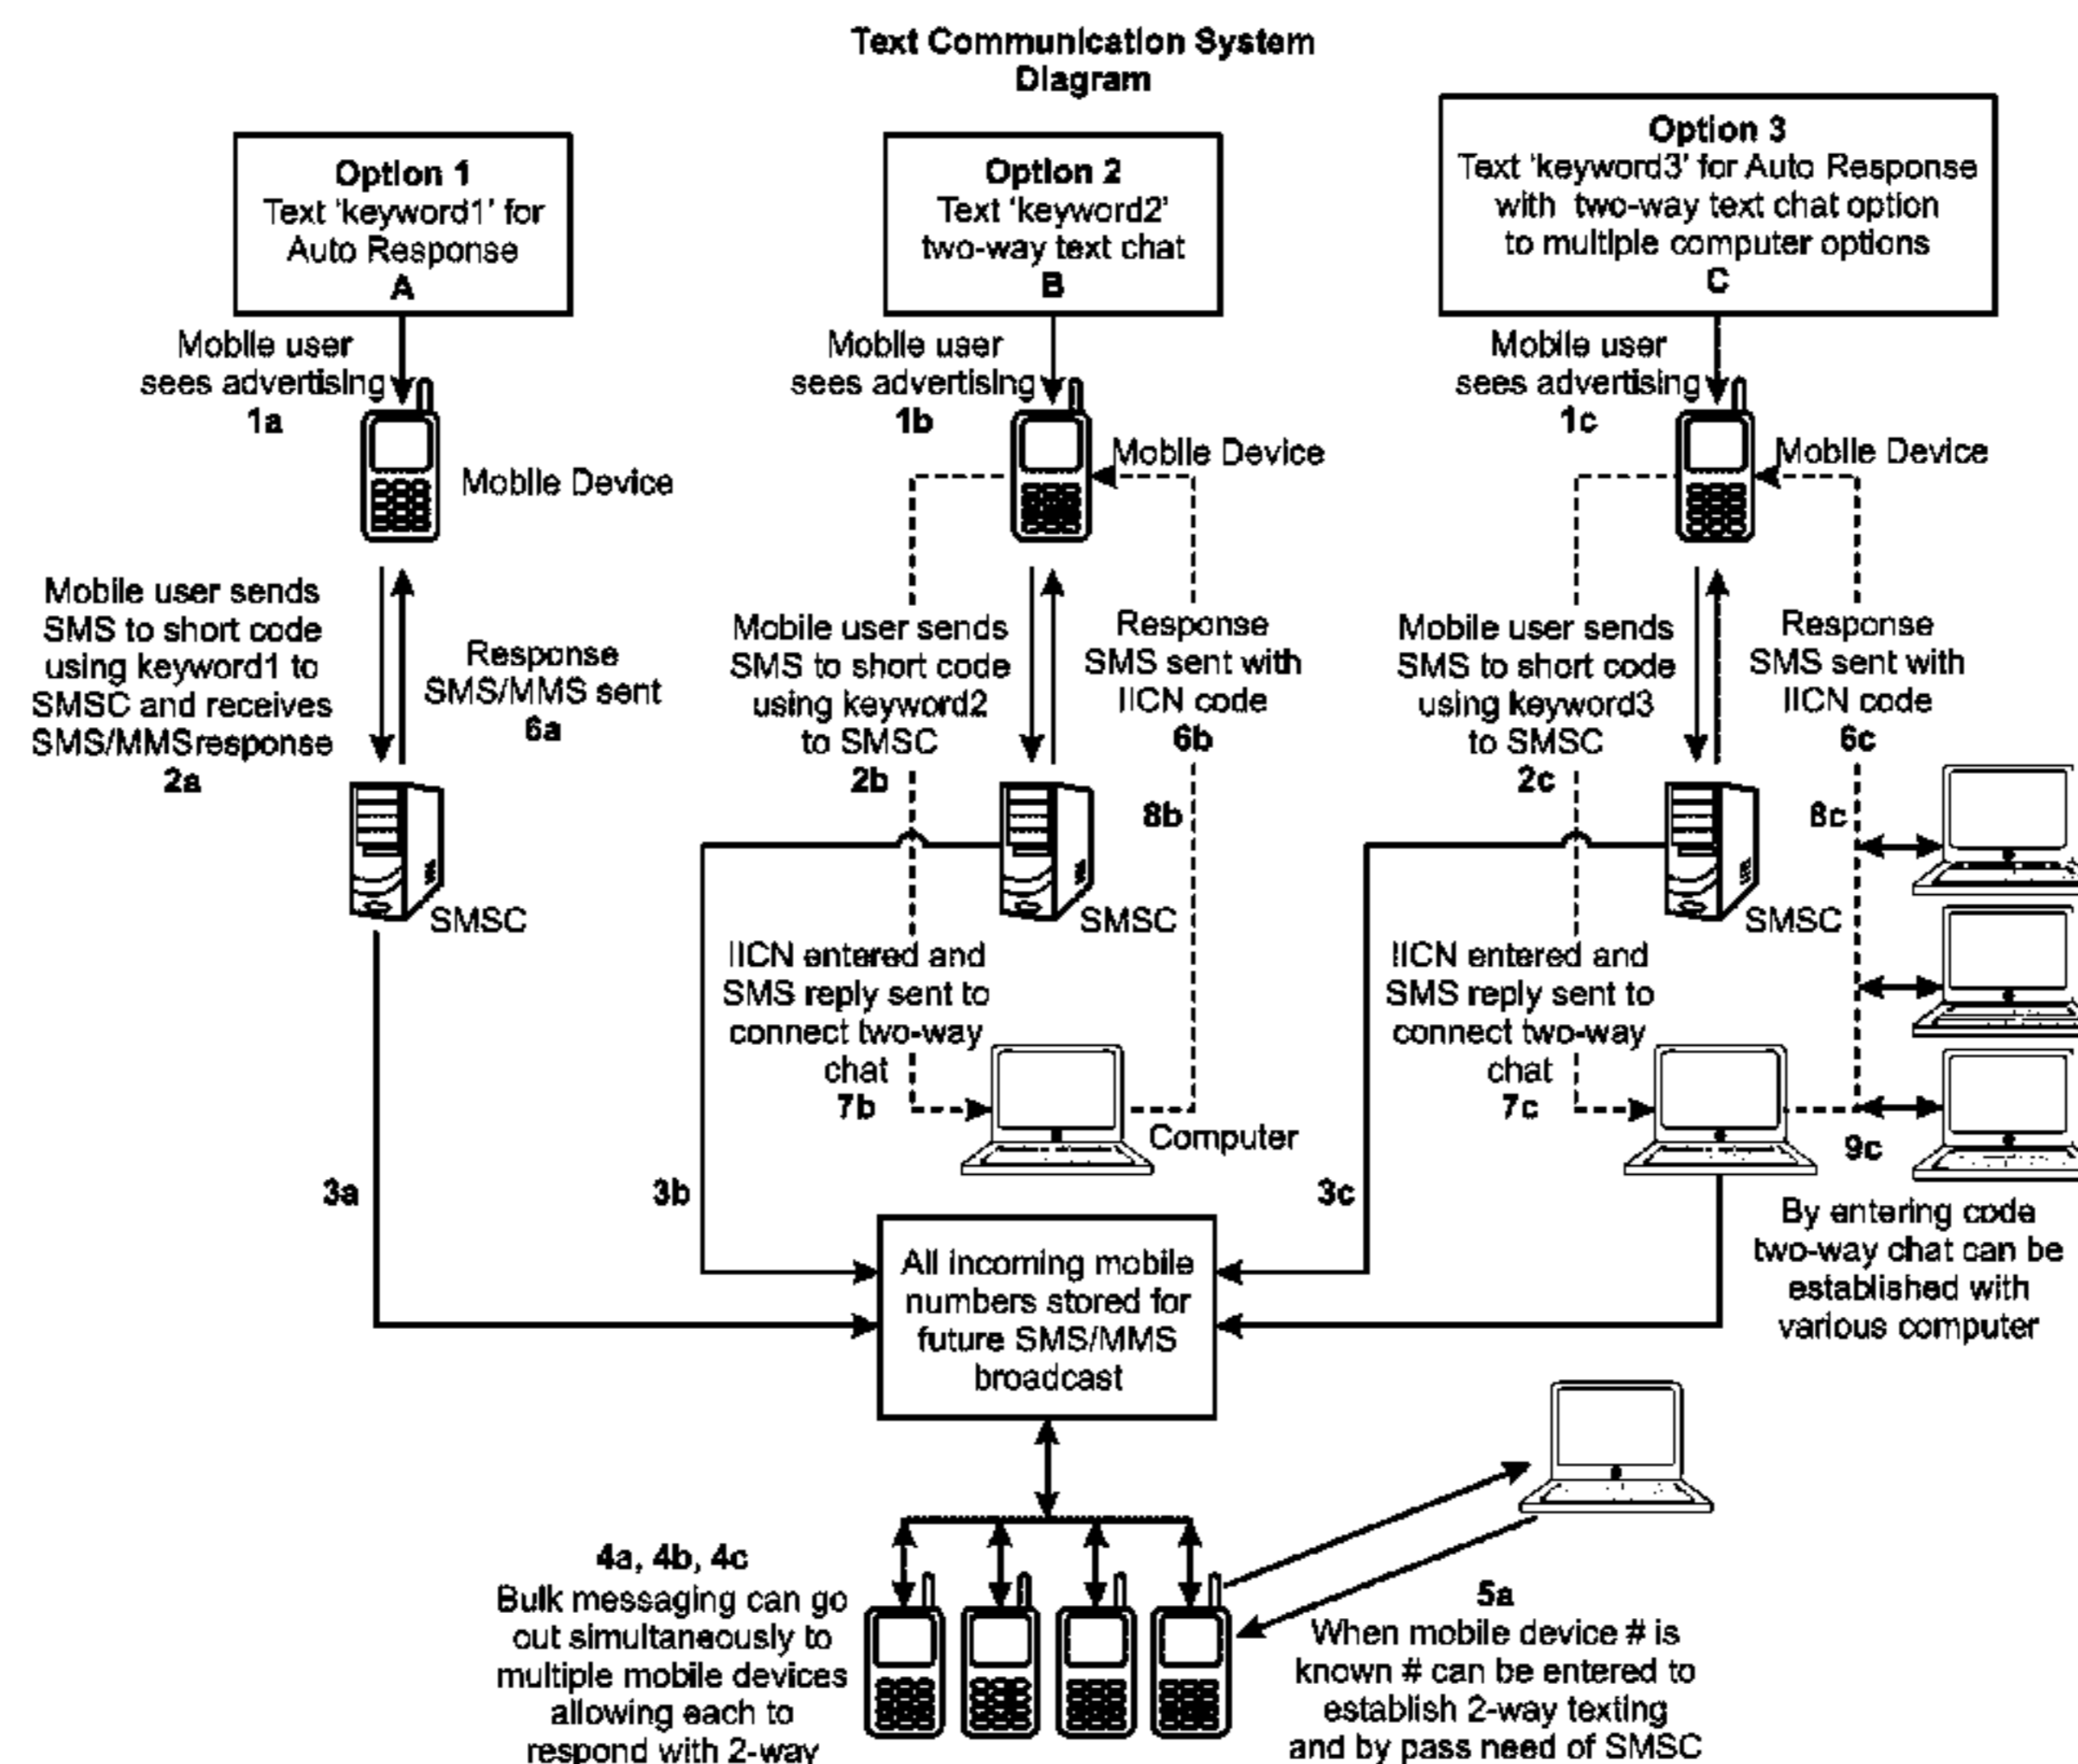 Text Communication System
Diagram
Option 1
Text 'keyword1' for
Auto Response
A
Option 2
Text 'keyword2'
two-way text chat
B
Option 3
Text 'keyword3' for Auto Response
with two-way text chat option
to multiple computer options
C
Mobile user
sees advertising
1a
Mobile Device
Mobile user
sees advertising
1b
Mobile Device
Mobile user
sees advertising
1c
Mobile Device
Mobile user sends
SMS to short code
using keyword1 to
SMSC and receives
SMS/MMSresponse
2a
Response
SMS/MMS sent
6a
Mobile user sends
SMS to short code
using keyword2
to SMSC
2b
Response
SMS sent with
IICN code
6b
Mobile user sends
SMS to short code
using keyword3
to SMSC
2c
Response
SMS sent with
IICN code
6c
8b
8c
SMSC
SMSC
SMSC
IICN entered and
SMS reply sent to
connect two-way
chat
7b
Computer
IICN entered and
SMS reply sent to
connect two-way
chat
7c
9c
3a
3b
3c
By entering code
two-way chat can be
established with
various computer
All incoming mobile
numbers stored for
future SMS/MMS
broadcast
4a, 4b, 4c
Bulk messaging can go
out simultaneously to
multiple mobile devices
allowing each to
respond with 2-way
5a
When mobile device # is
known # can be entered to
establish 2-way texting
and by pass need of SMSC